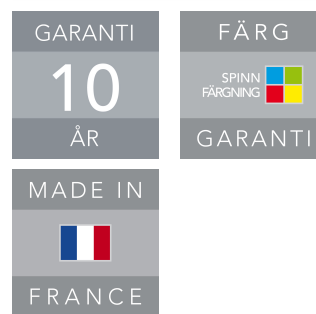 GARANTI
10
ÅR
FÄRG
SPINN
FÄRGNING
GARANTI
MADE IN
FRANCE